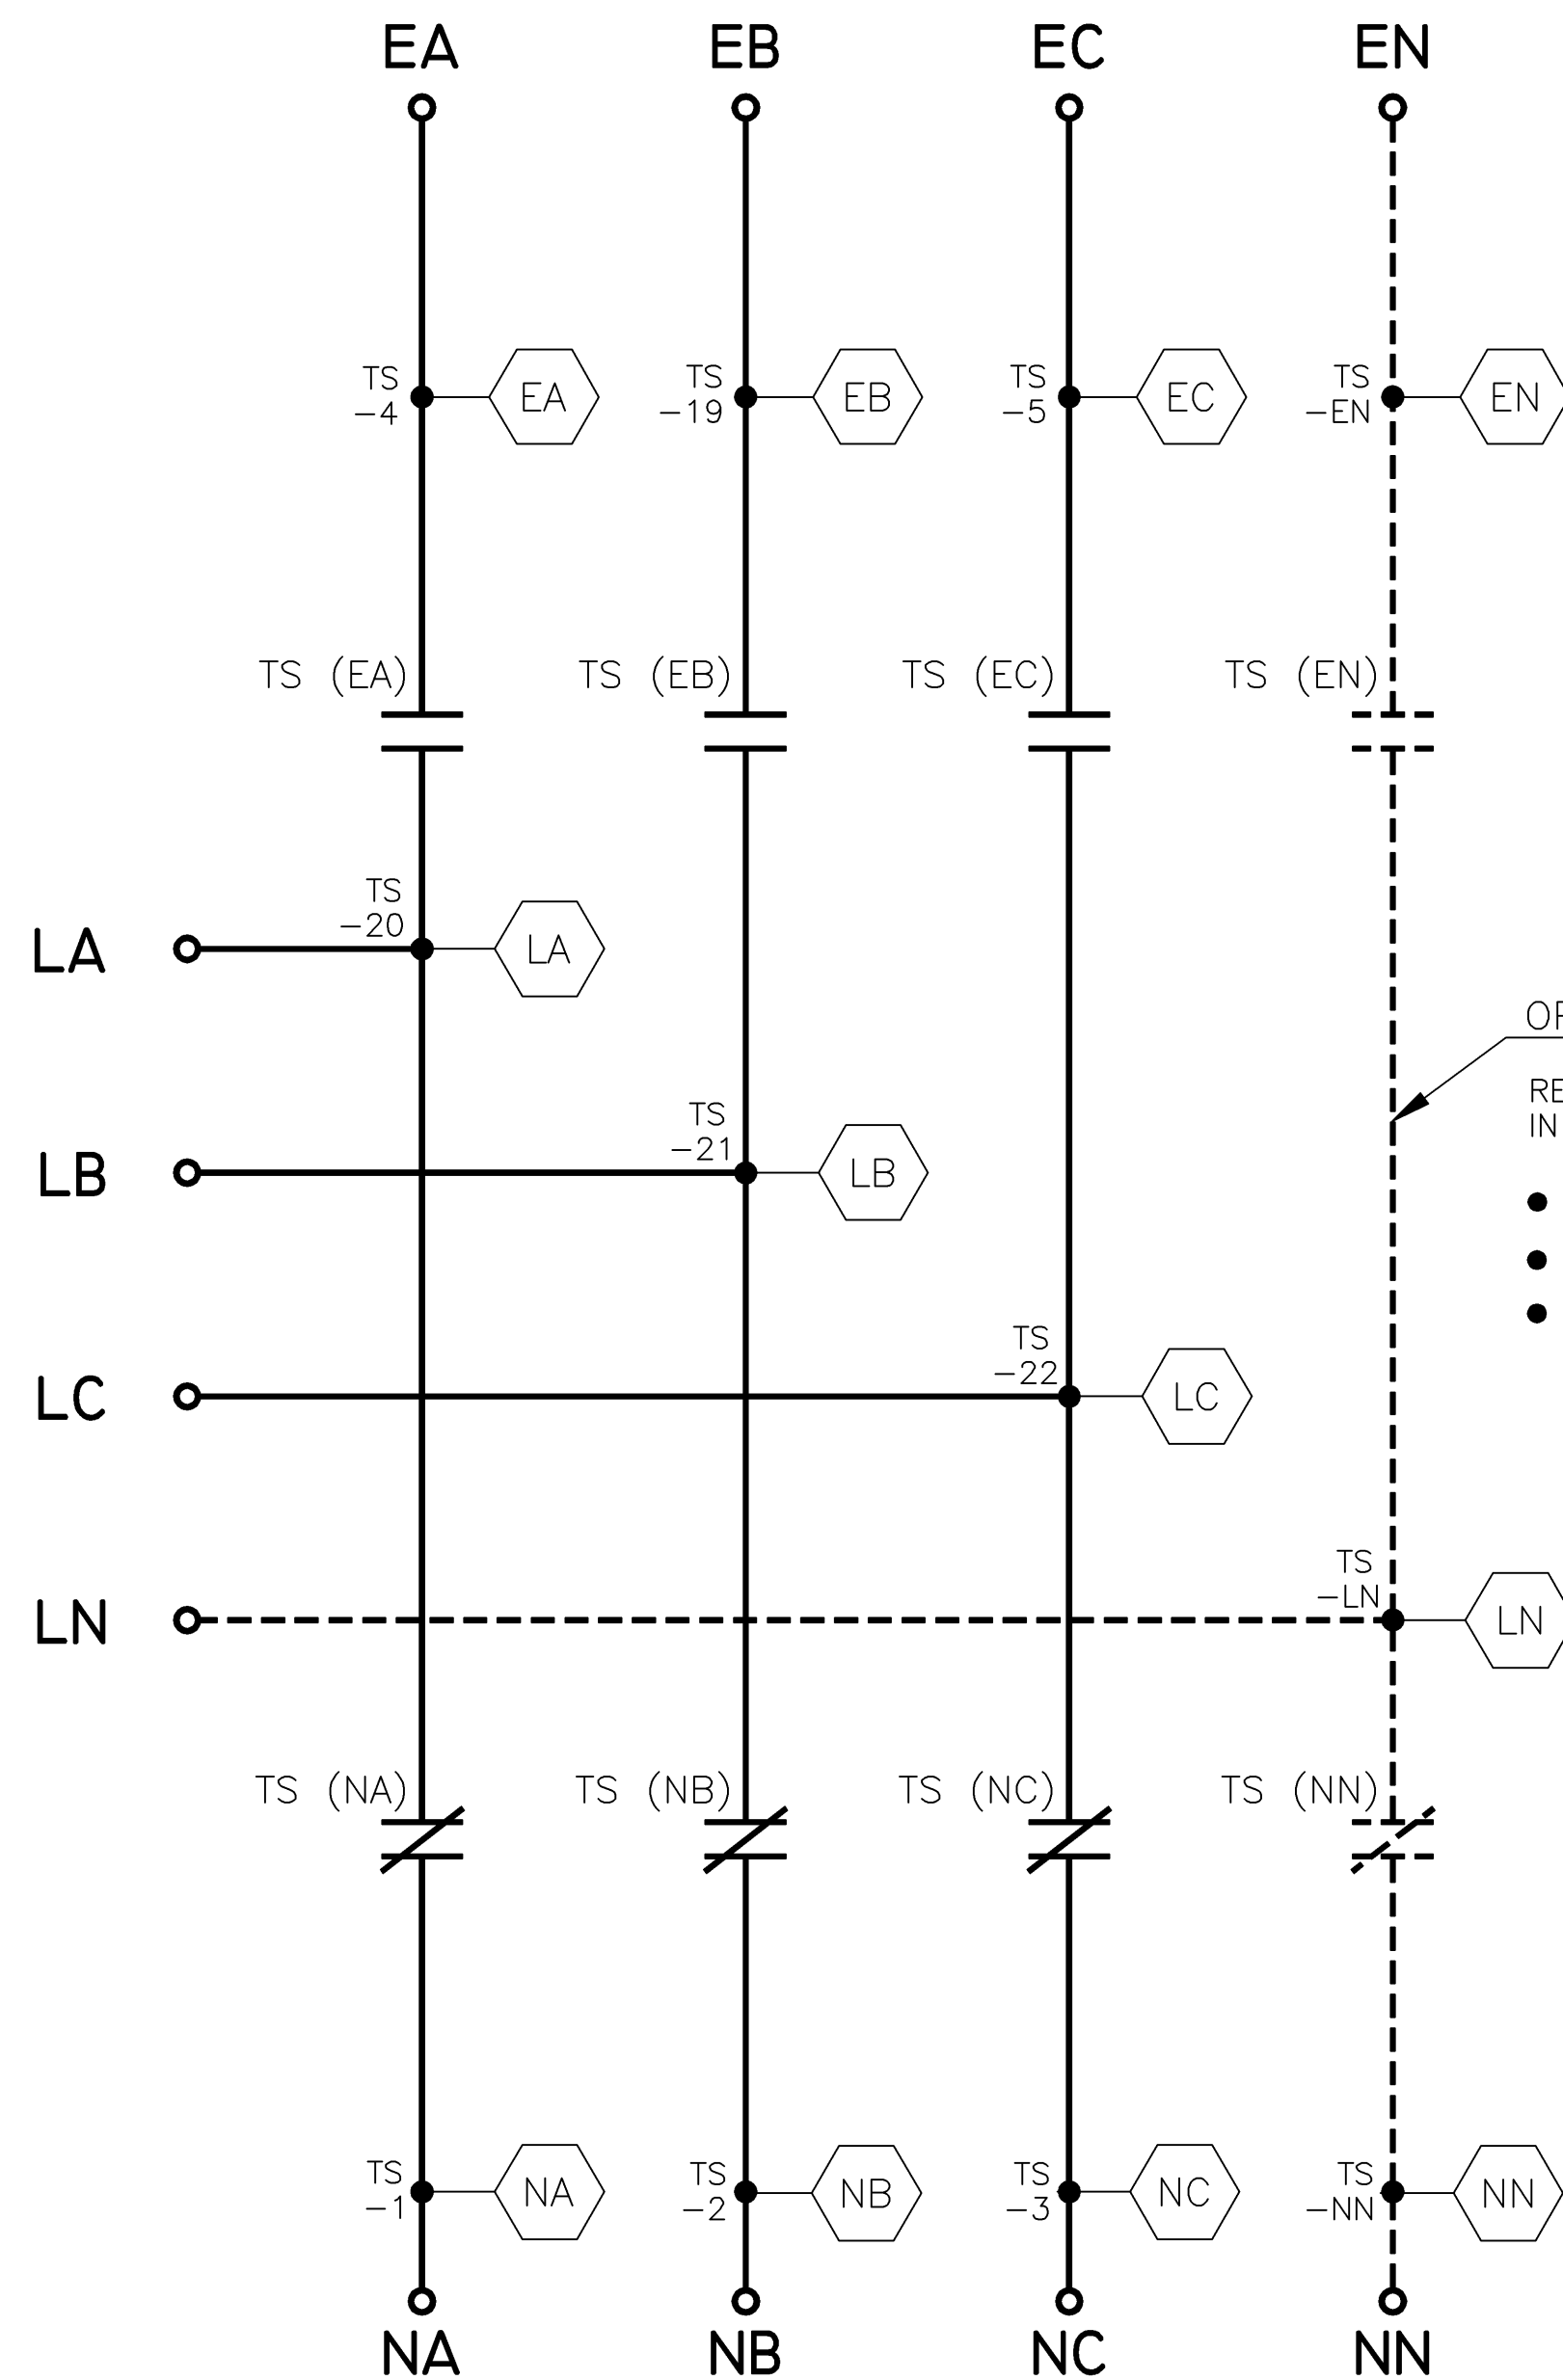 EA EB EC EN
TS
-4
EA
TS
-19
EB
TS
-5
EC
TS
-EN
EN
TS (EA) TS (EB) TS (EC) TS (EN)
TS
-20
LA
LA
TS
-21
LB
LB
TS
-22
LC
LC
TS
-LN
LN
LN
IN
TS (NA) TS (NB) TS (NC) TS (NN)
TS
-1
NA
TS
-2
NB
TS
-3
NC
TS
-NN
NN
NA NB NC NN